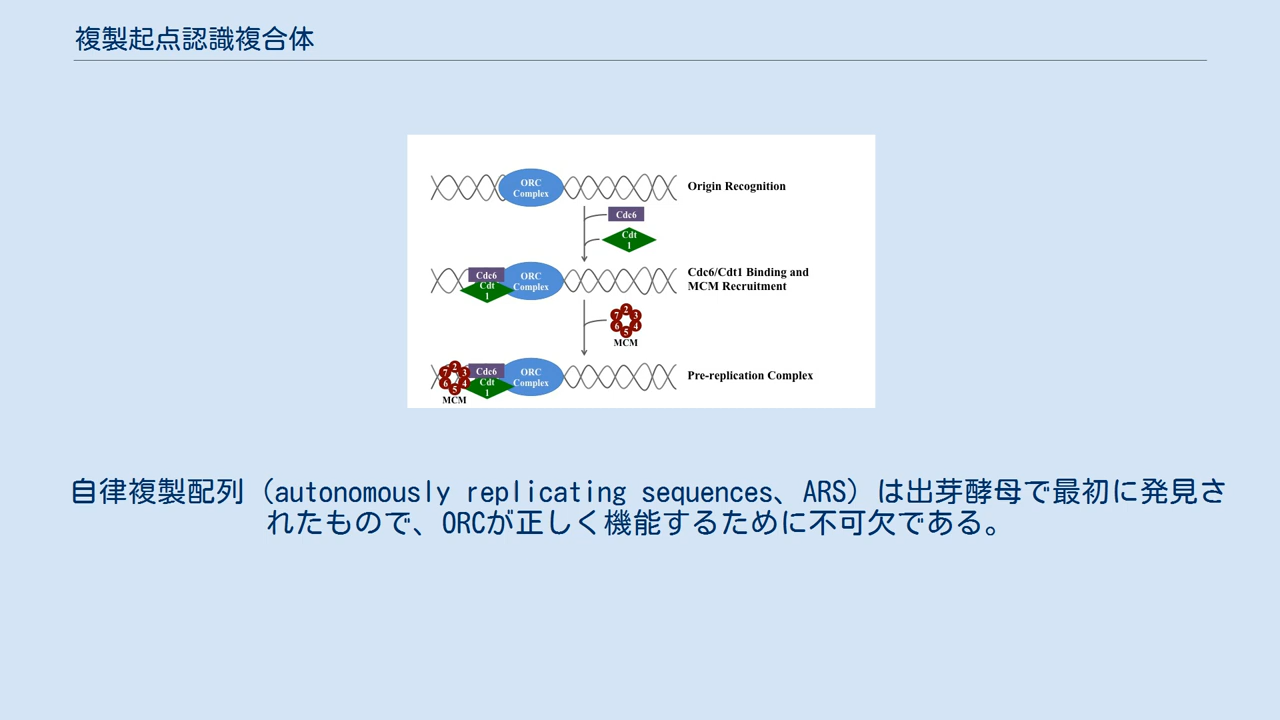 複製起点認識複合体
ORC
Complex
Origin Recognition
Cdc6
Cdt
1
Cdc6
Cdt
1
ORC
Complex
Cdc6/Cdt1 Binding and
MCM Recruitment
2
7 3
6 4
5
MCM
2
7 3
6 4
5
MCM
Cdc6
Cdt
1
ORC
Complex
Pre-replication Complex
自律複製配列（autonomously replicating sequences、ARS）は出芽酵母で最初に発見さ
れたもので、ORCが正しく機能するために不可欠である。